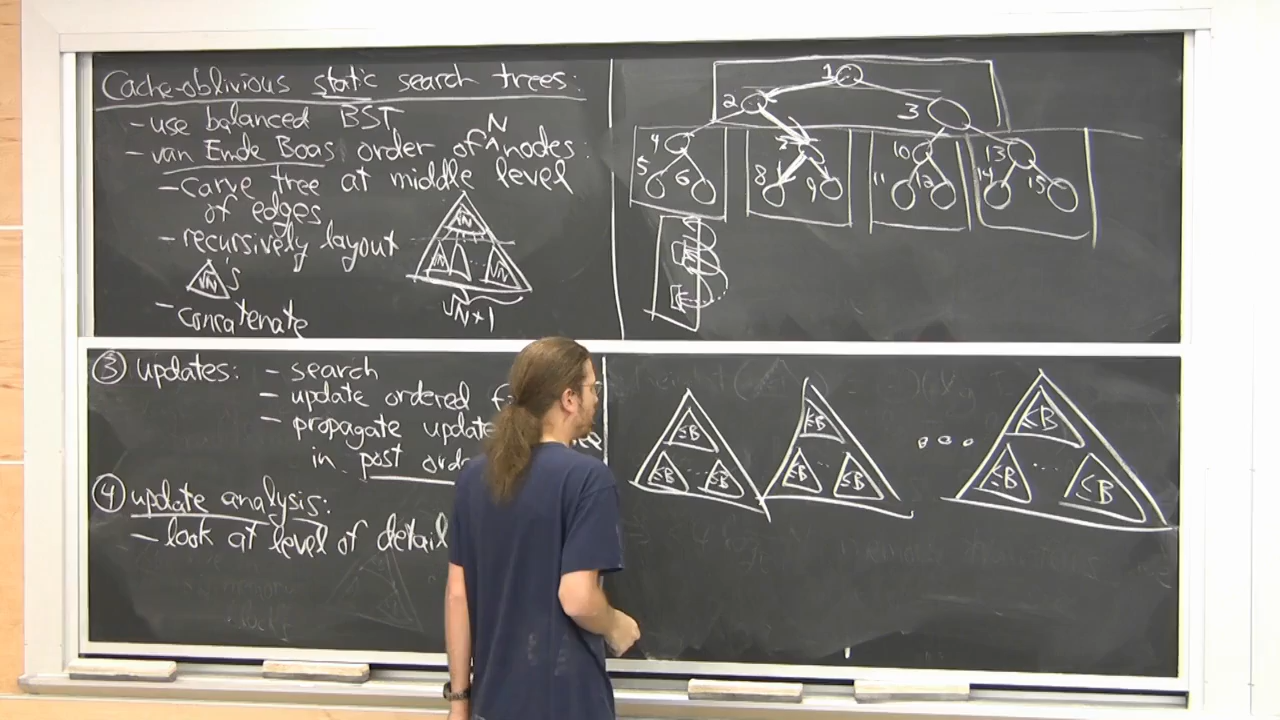 Cache-oblivious static search trees:
- use balanced BST
- van Emde Boas order of N nodes:
- carve tree at middle level
of edges
- recursively layout
√N 's
- concatenate
√N
√N √N ... √N
√N+1
1
2 3
4 7 10 13
5 6 8 9 11 12 14 15
③ updates: - search
- update ordered
- propagate
in post
④ update analysis:
- look at level of detail
≤B ≤B ≤B
≤B ... ≤B ≤B ... ≤B ... ≤B .... ≤B